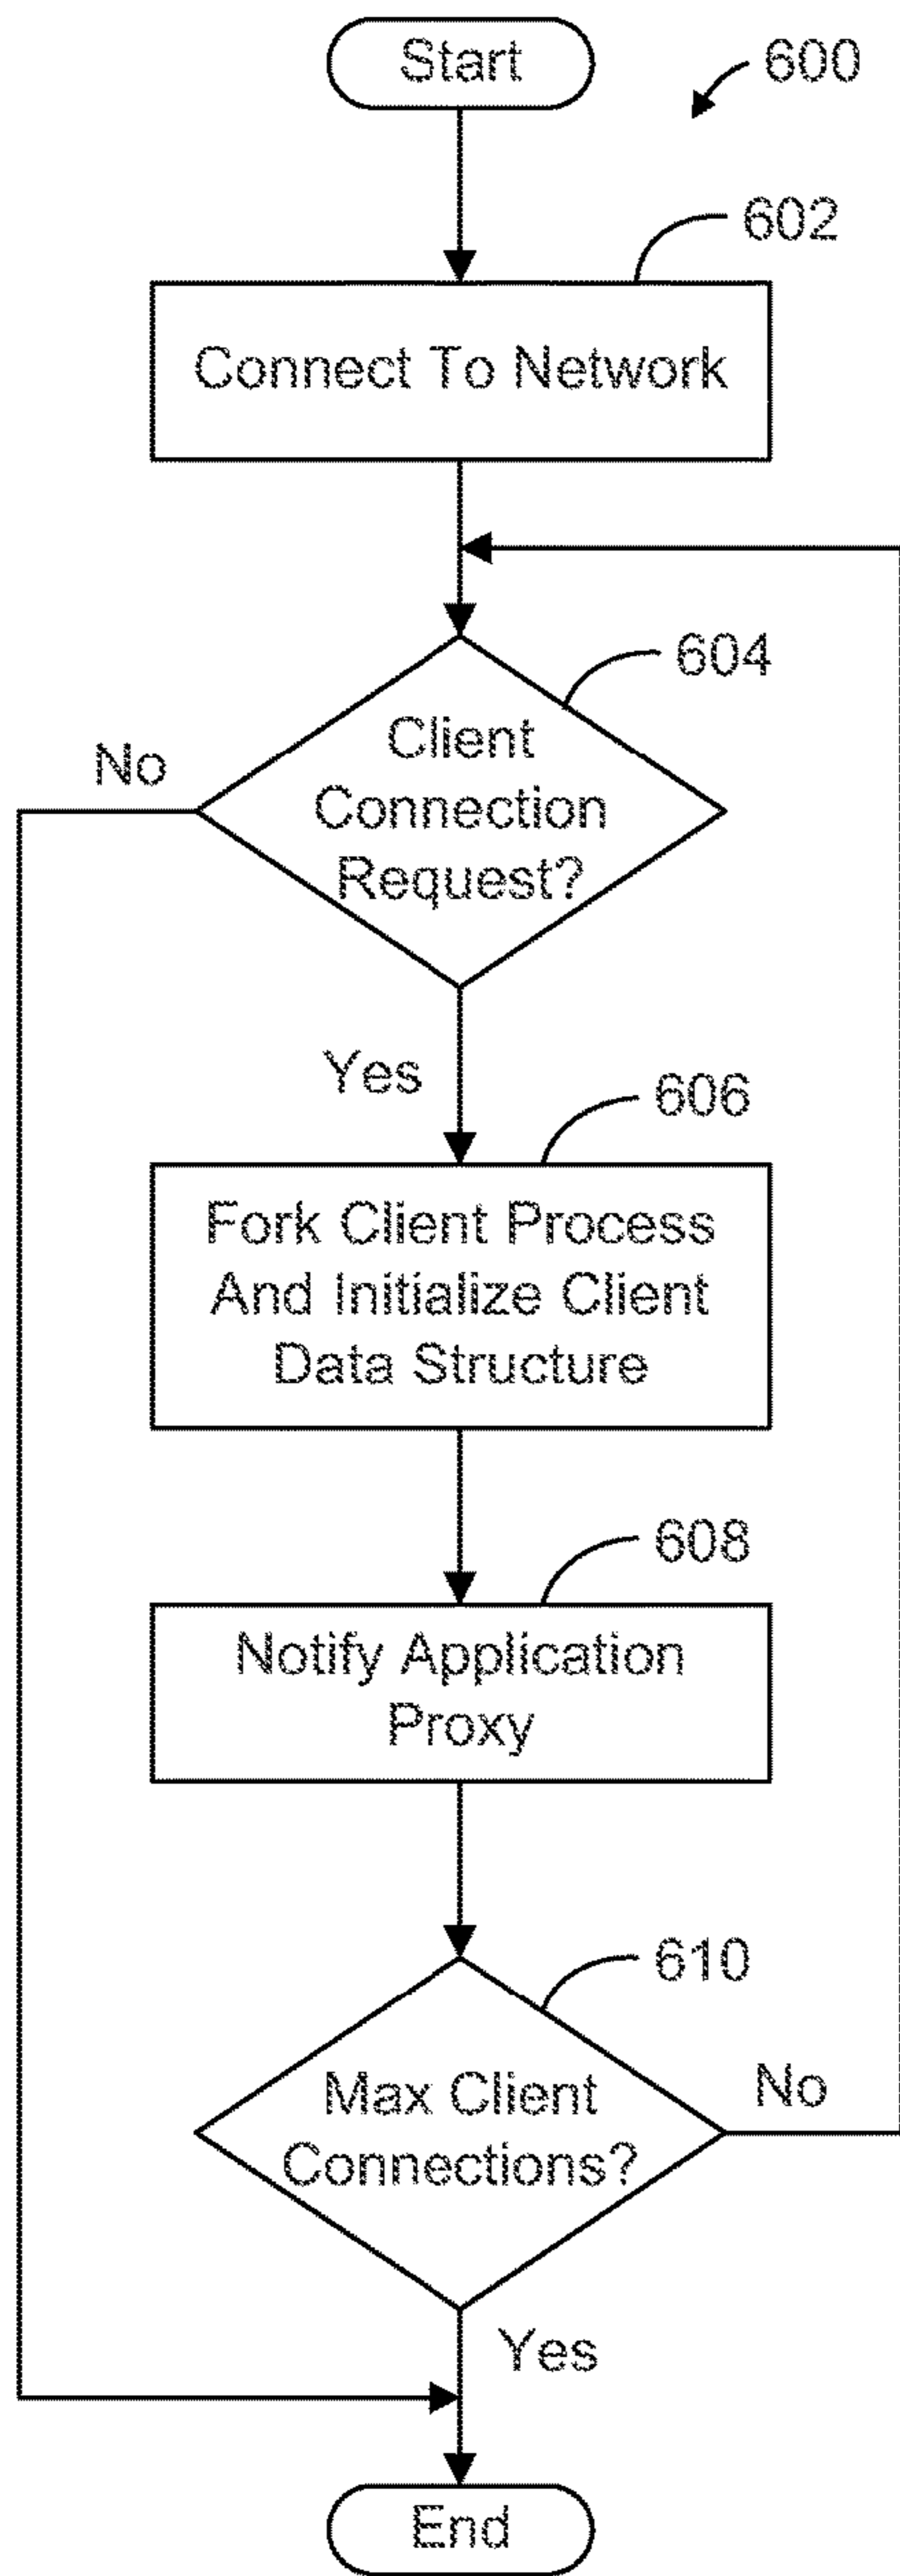 Start
600
602
Connect To Network
604
Client
Connection
Request?
No
Yes
606
Fork Client Process
And Initialize Client
Data Structure
608
Notify Application
Proxy
610
Max Client
Connections?
No
Yes
End